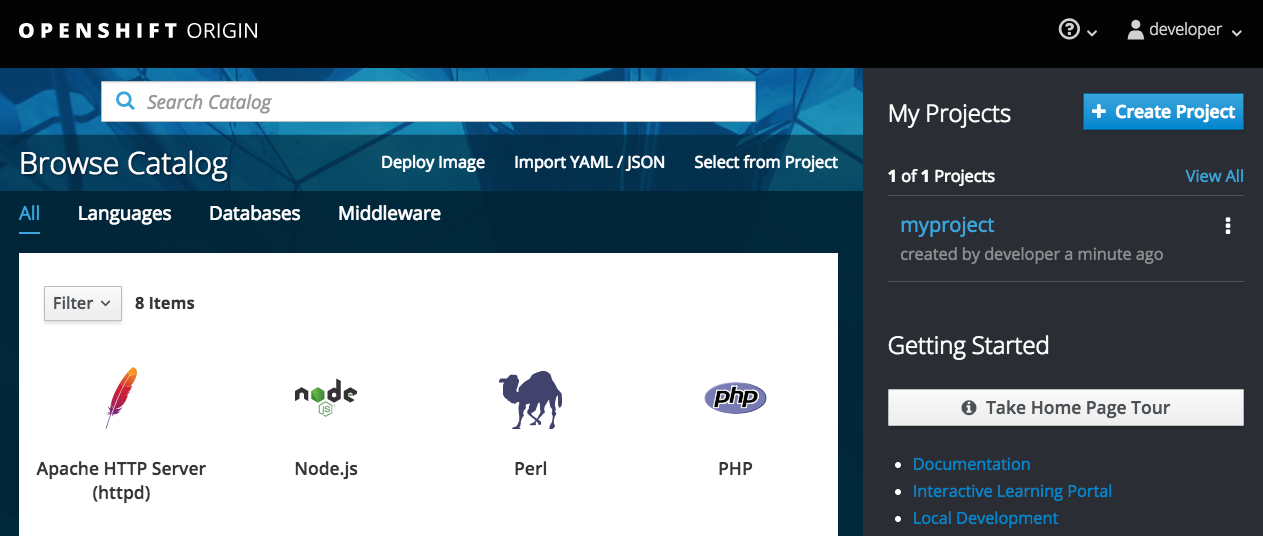 OPENSHIFT ORIGIN
developer
Search Catalog
Browse Catalog
Deploy Image
Import YAML / JSON
Select from Project
All
Languages
Databases
Middleware
Filter
8 Items
node
JS
php
Apache HTTP Server
(httpd)
Node.js
Perl
PHP
My Projects
+ Create Project
1 of 1 Projects
View All
myproject
created by developer a minute ago
Getting Started
Take Home Page Tour
Documentation
Interactive Learning Portal
Local Development